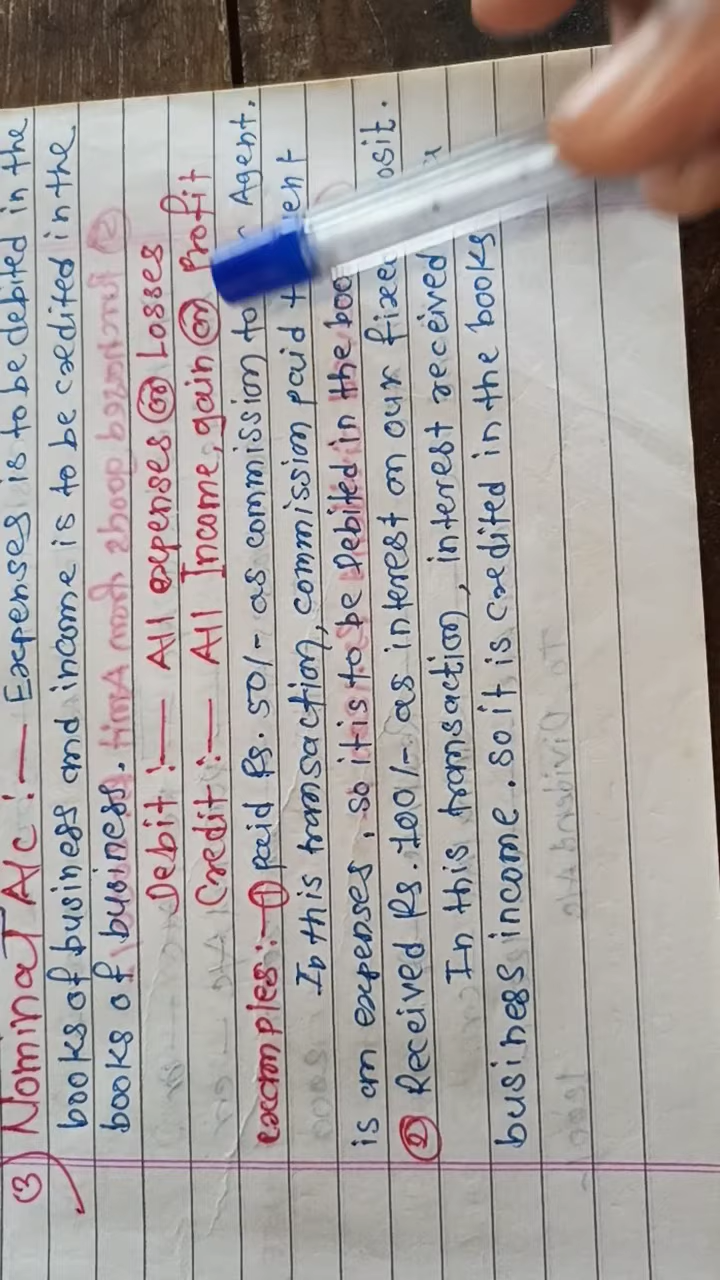 ③ Nominal A/c :— Expenses is to be debited in the
books of business and income is to be credited in the
books of business.
Debit :— All expenses or Losses
Credit :— All Income, gain or Profit
examples :— ① paid Rs. 50/- as commission to Agent.
In this transaction, commission paid
is an expenses, so it is to be Debited in the
② Received Rs. 100/- as interest on our fixed
In this transaction, interest received
business income. so it is credited in the books